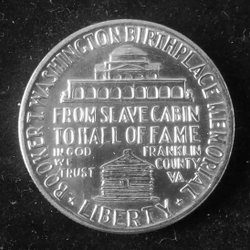 BOOKER T. WASHINGTON BIRTHPLACE MEMORIAL
FROM SLAVE CABIN
TO HALL OF FAME
IN GOD
WE
TRUST
FRANKLIN
COUNTY
VA
LIBERTY